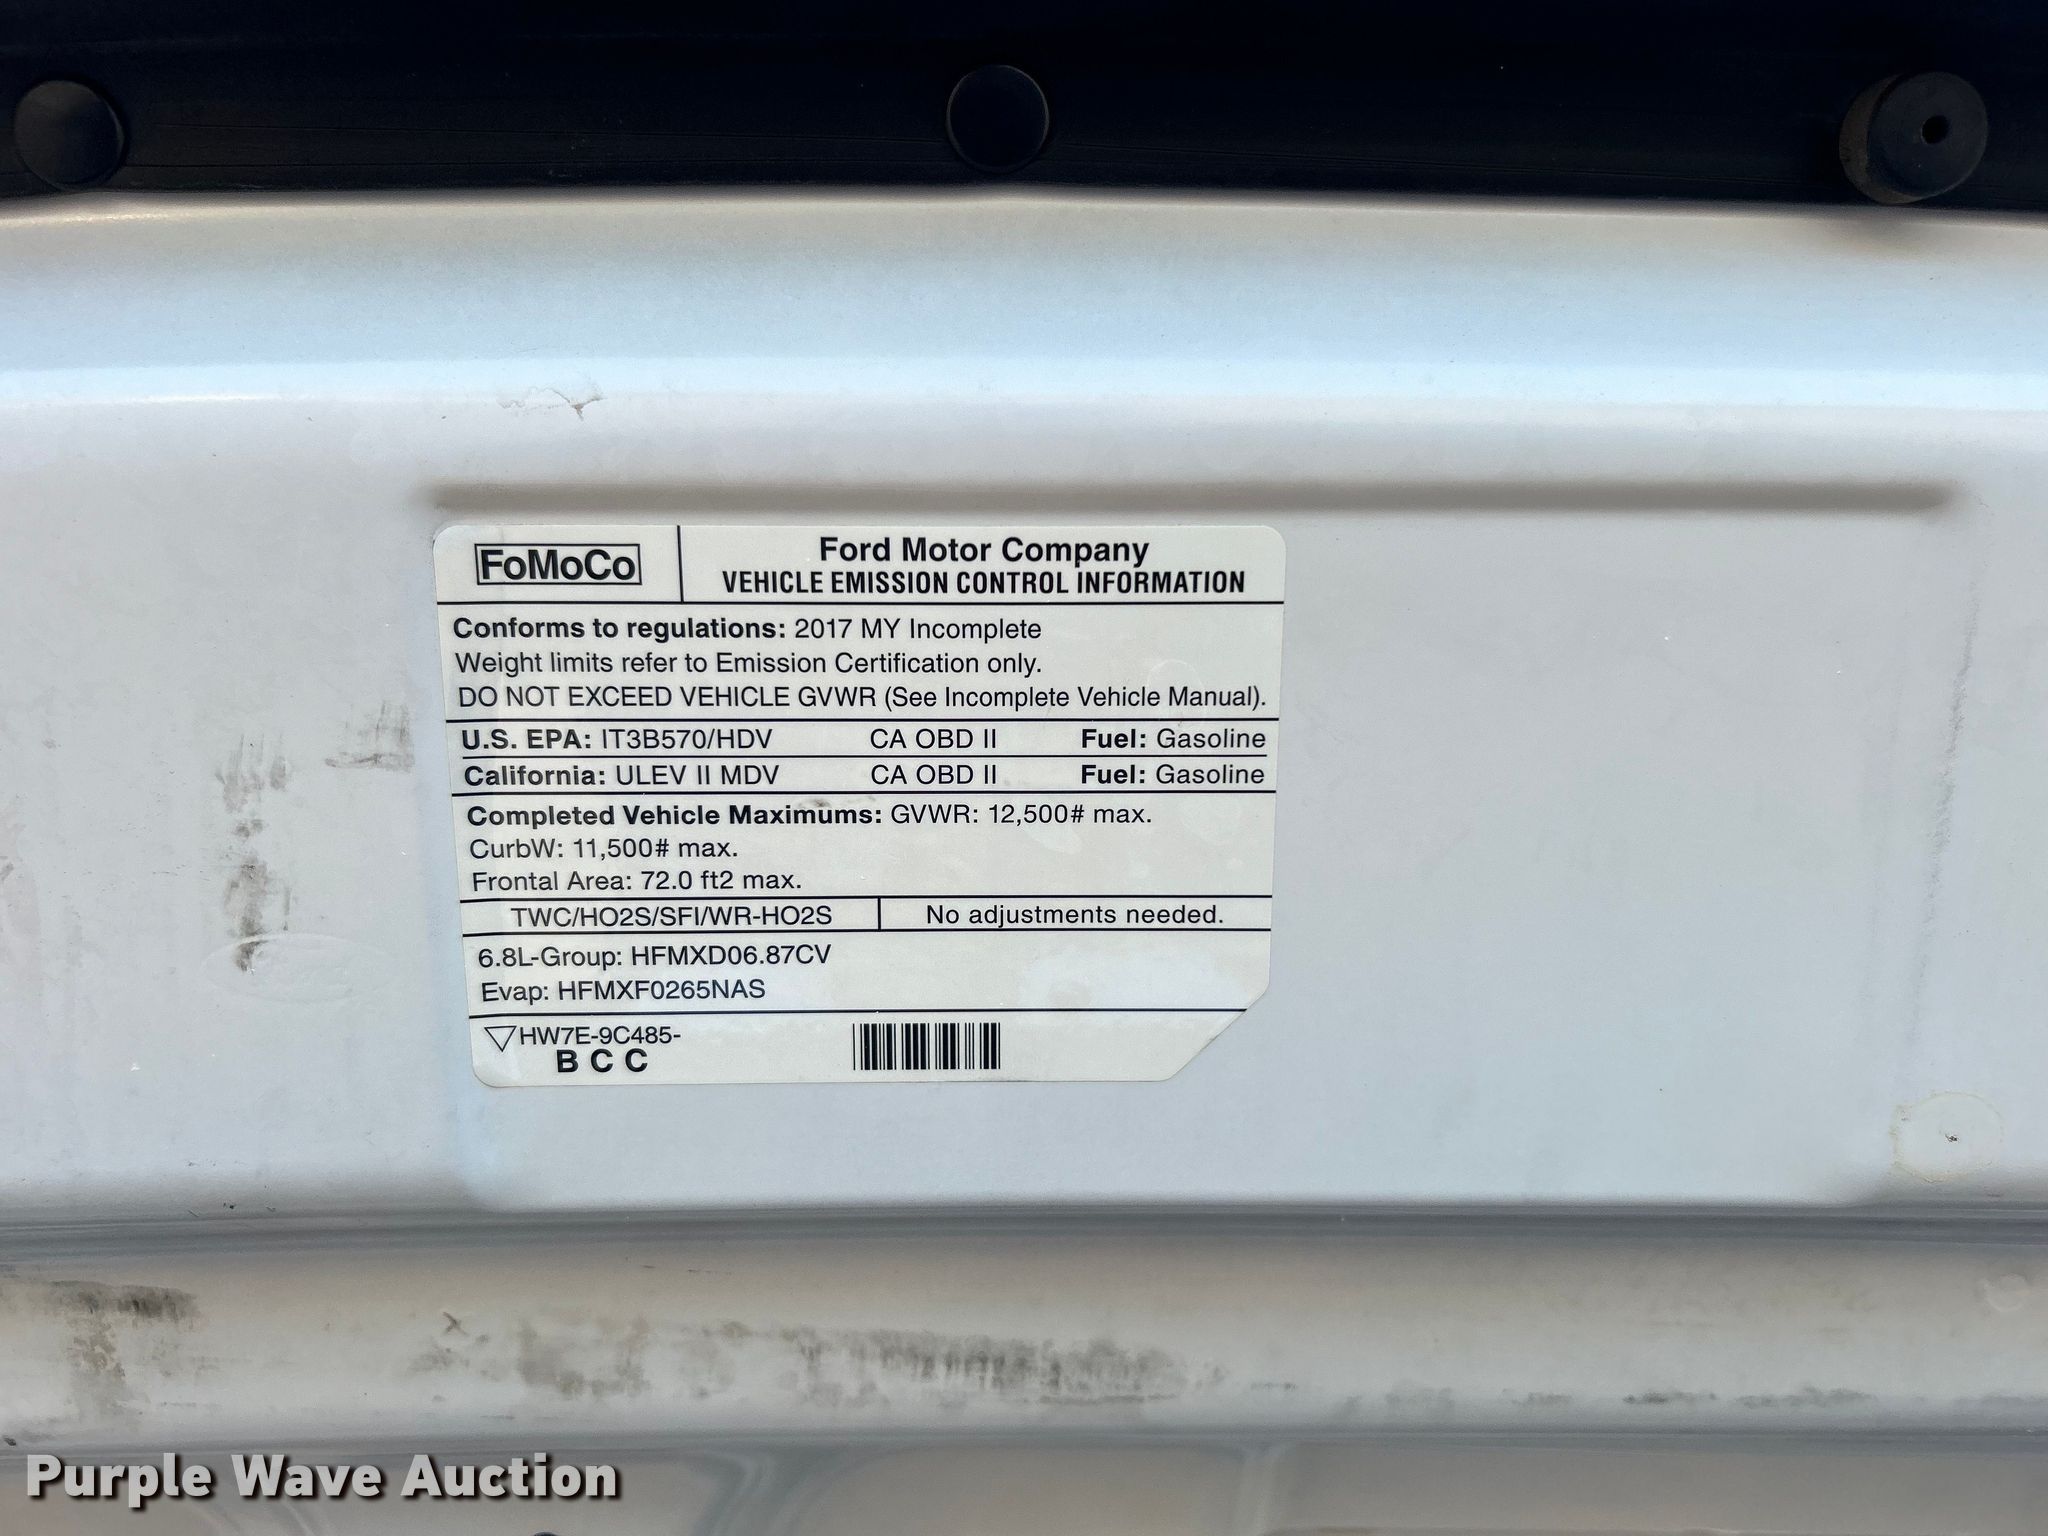 FoMoCo
Ford Motor Company
VEHICLE EMISSION CONTROL INFORMATION
Conforms to regulations: 2017 MY Incomplete
Weight limits refer to Emission Certification only.
DO NOT EXCEED VEHICLE GVWR (See Incomplete Vehicle Manual).
U.S. EPA: IT3B570/HDV CA OBD II Fuel: Gasoline
California: ULEV II MDV CA OBD II Fuel: Gasoline
Completed Vehicle Maximums: GVWR: 12,500# max.
CurbW: 11,500# max.
Frontal Area: 72.0 ft2 max.
TWC/HO2S/SFI/WR-HO2S No adjustments needed.
6.8L-Group: HFMXD06.87CV
Evap: HFMXF0265NAS
HW7E-9C485-
B C C
Purple Wave Auction